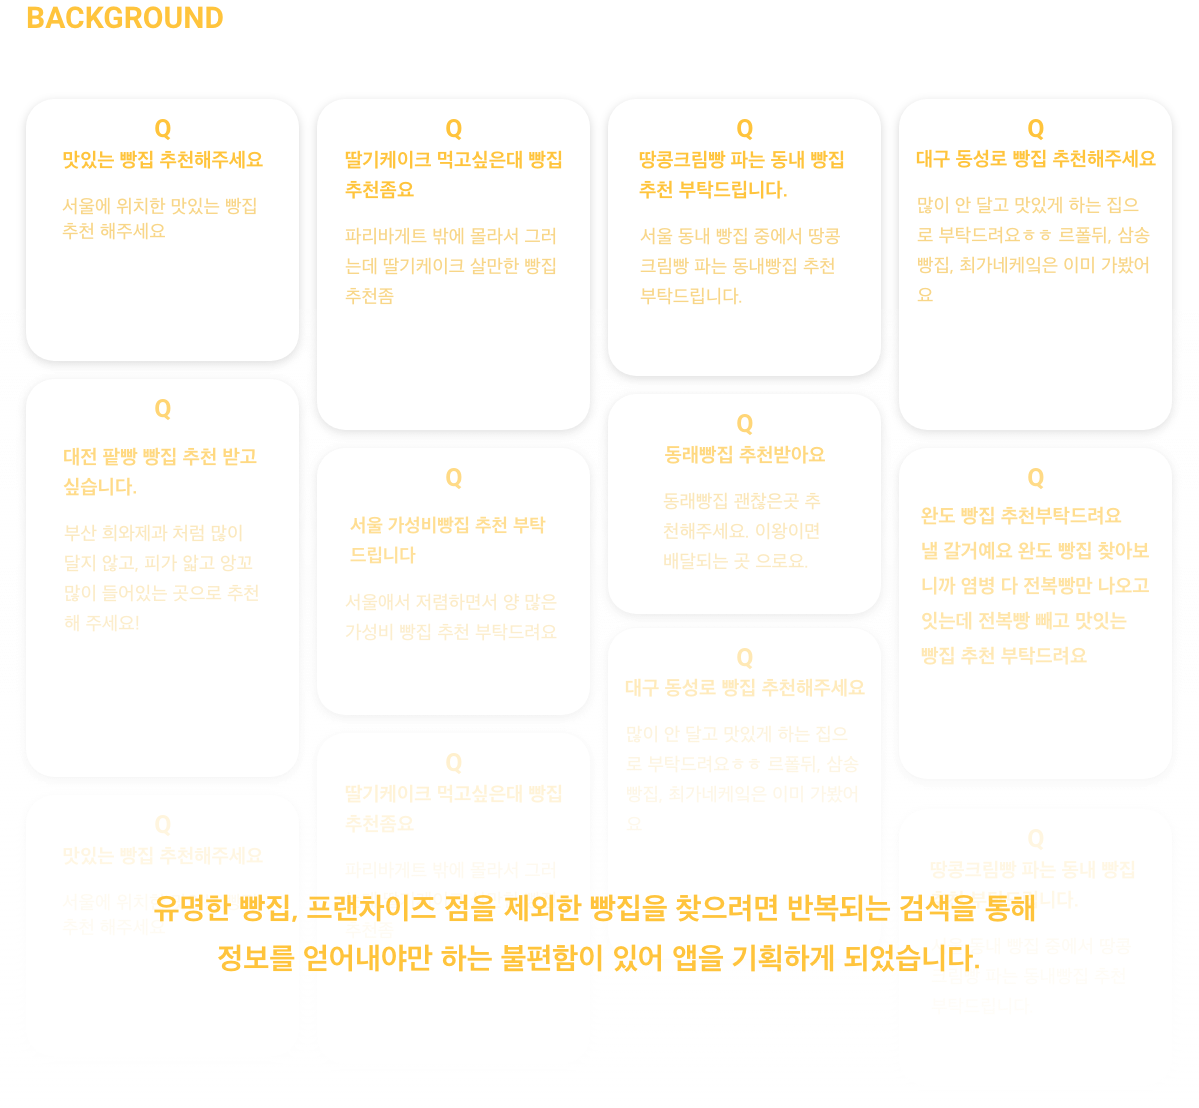 BACKGROUND
Q
맛있는 빵집 추천해주세요
서울에 위치한 맛있는 빵집
추천 해주세요
Q
딸기케이크 먹고싶은대 빵집
추천좀요
파리바게트 밖에 몰라서 그러
는데 딸기케이크 살만한 빵집
추천좀
Q
땅콩크림빵 파는 동내 빵집
추천 부탁드립니다.
서울 동내 빵집 중에서 땅콩
크림빵 파는 동내빵집 추천
부탁드립니다.
Q
대구 동성로 빵집 추천해주세요
많이 안 달고 맛있게 하는 집으
로 부탁드려요ㅎㅎ 르폴뒤, 삼송
빵집, 최가네케잌은 이미 가봤어
요
Q
대전 팥빵 빵집 추천 받고
싶습니다.
부산 희와제과 처럼 많이
달지 않고, 피가 얇고 앙꼬
많이 들어있는 곳으로 추천
해 주세요!
Q
서울 가성비빵집 추천 부탁
드립니다
서울애서 저렴하면서 양 많은
가성비 빵집 추천 부탁드려요
Q
동래빵집 추천받아요
동래빵집 괜찮은곳 추
천해주세요. 이왕이면
배달되는 곳 으로요.
Q
완도 빵집 추천부탁드려요
낼 갈거예요 완도 빵집 찾아보
니까 염병 다 전복빵만 나오고
잇는데 전복빵 빼고 맛잇는
빵집 추천 부탁드려요
Q
대구 동성로 빵집 추천해주세요
많이 안 달고 맛있게 하는 집으
로 부탁드려요ㅎㅎ 르폴뒤, 삼송
빵집, 최가네케잌은 이미 가봤어
요
Q
딸기케이크 먹고싶은대 빵집
추천좀요
파리바게트 밖에 몰라서 그러
Q
맛있는 빵집 추천해주세요
서울에 위치
추천 해주세요
Q
땅콩크림빵 파는 동내 빵집
유명한 빵집, 프랜차이즈 점을 제외한 빵집을 찾으려면 반복되는 검색을 통해
정보를 얻어내야만 하는 불편함이 있어 앱을 기획하게 되었습니다.